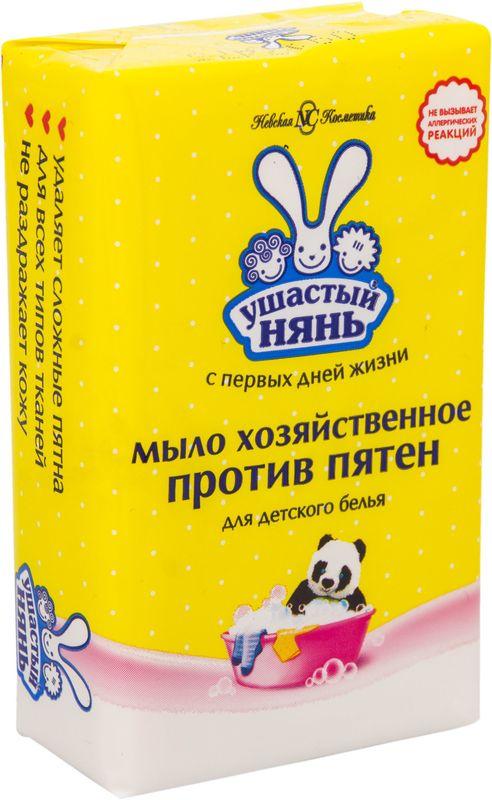 Невская NC Косметика
НЕ ВЫЗЫВАЕТ
АЛЛЕРГИЧЕСКИХ
РЕАКЦИЙ
УШАСТЫЙ
НЯНЬ
с первых дней жизни
МЫЛО ХОЗЯЙСТВЕННОЕ
ПРОТИВ ПЯТЕН
для детского белья
УДАЛЯЕТ СЛОЖНЫЕ ПЯТНА
ДЛЯ ВСЕХ ТИПОВ ТКАНЕЙ
НЕ РАЗДРАЖАЕТ КОЖУ
УШАСТЫЙ
НЯНЬ